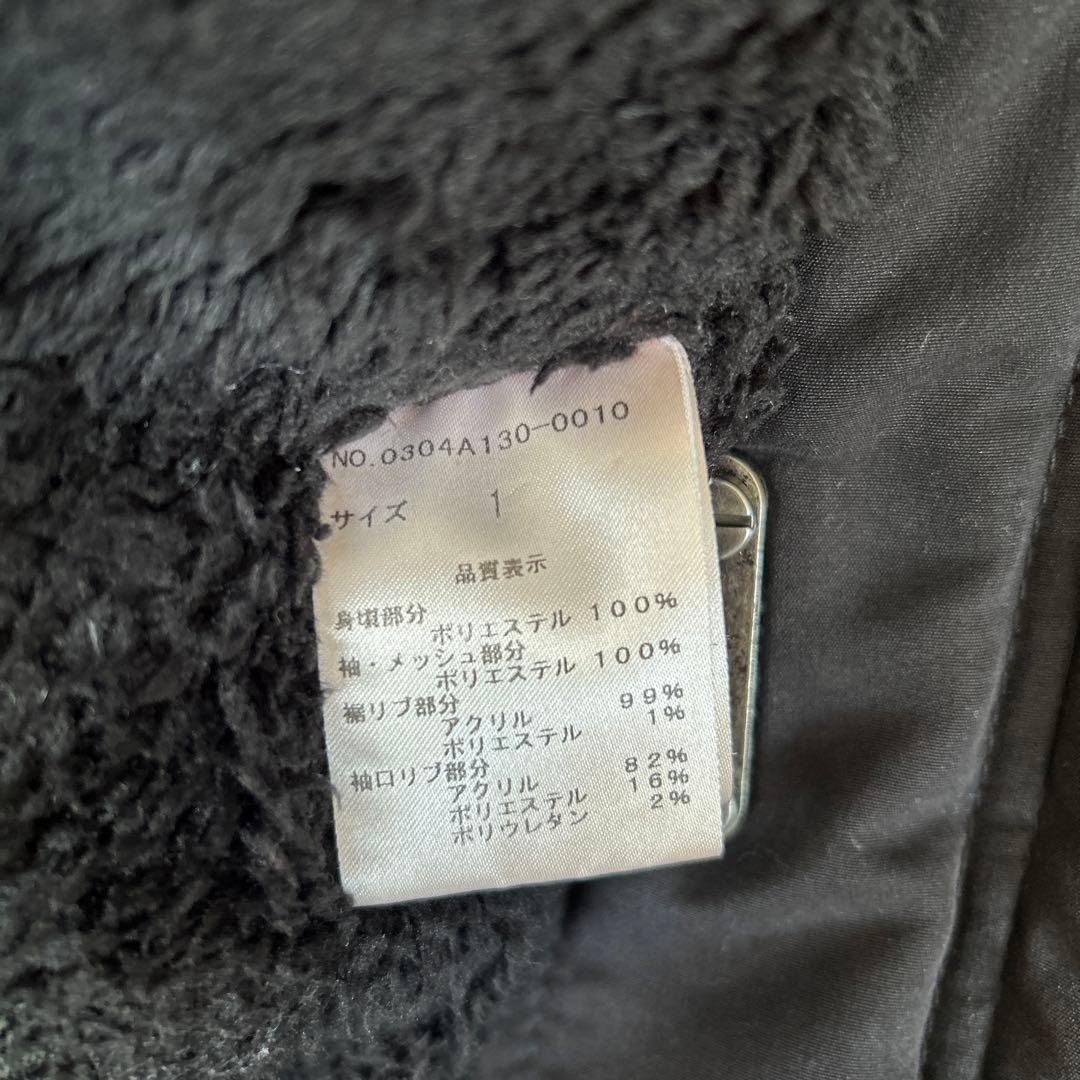 NO.0304A130-0010
サイズ 1
品質表示
身頃部分
ポリエステル 100%
袖・メッシュ部分
ポリエステル 100%
裾リブ部分
アクリル 99%
ポリエステル 1%
袖口リブ部分
アクリル 82%
ポリエステル 16%
ポリウレタン 2%